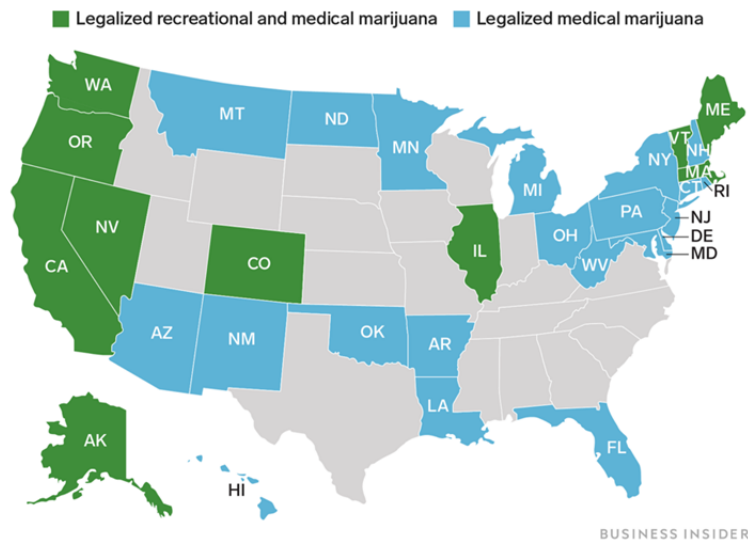 Legalized recreational and medical marijuana
Legalized medical marijuana
WA
MT
ND
MN
OR
ME
VT
NH
NY
MA
CT
RI
MI
NV
CA
CO
IL
OH
PA
NJ
DE
MD
WV
AZ
NM
OK
AR
LA
FL
AK
HI
BUSINESS INSIDER